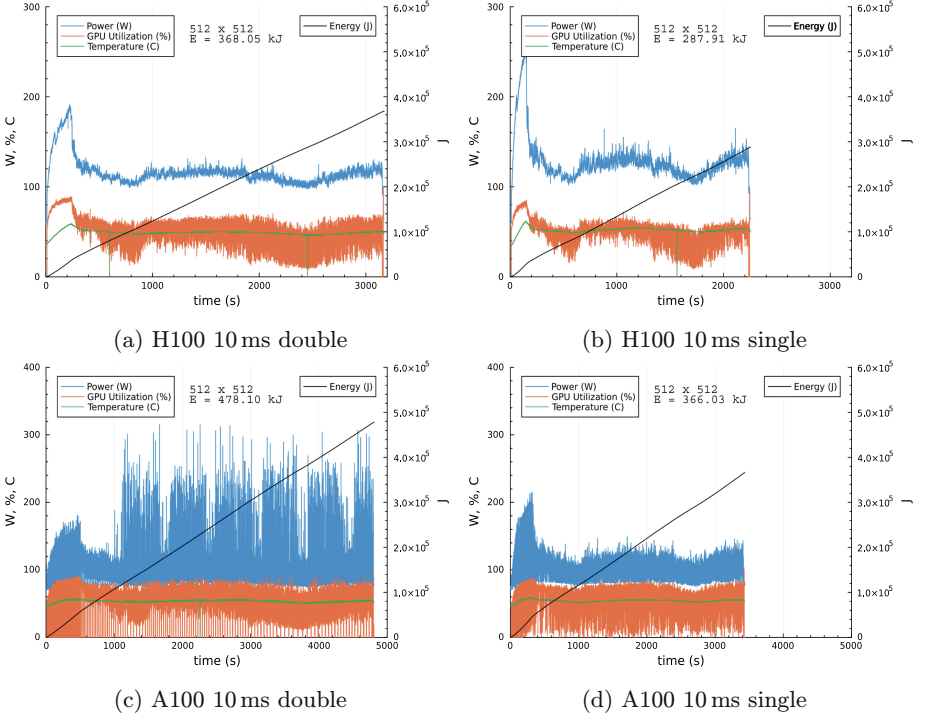 300
200
100
0
W, %, C
Power (W)
GPU Utilization (%)
Temperature (C)
512 x 512
E = 368.05 kJ
Energy (J)
6.0×10⁵
5.0×10⁵
4.0×10⁵
3.0×10⁵
2.0×10⁵
1.0×10⁵
0
J
0 1000 2000 3000
time (s)
(a) H100 10 ms double
300
200
100
0
Power (W)
GPU Utilization (%)
Temperature (C)
512 x 512
E = 287.91 kJ
Energy (J)
6.0×10⁵
5.0×10⁵
4.0×10⁵
3.0×10⁵
2.0×10⁵
1.0×10⁵
0
J
0 1000 2000 3000
time (s)
(b) H100 10 ms single
400
300
200
100
0
W, %, C
Power (W)
GPU Utilization (%)
Temperature (C)
512 x 512
E = 478.10 kJ
Energy (J)
6.0×10⁵
5.0×10⁵
4.0×10⁵
3.0×10⁵
2.0×10⁵
1.0×10⁵
0
J
0 1000 2000 3000 4000 5000
time (s)
(c) A100 10 ms double
400
300
200
100
0
W, %, C
Power (W)
GPU Utilization (%)
Temperature (C)
512 x 512
E = 366.03 kJ
Energy (J)
6.0×10⁵
5.0×10⁵
4.0×10⁵
3.0×10⁵
2.0×10⁵
1.0×10⁵
0
J
0 1000 2000 3000 4000 5000
time (s)
(d) A100 10 ms single